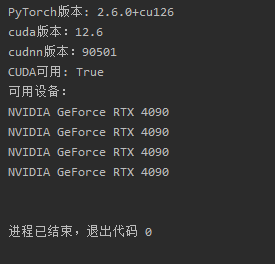 PyTorch版本: 2.6.0+cu126
cuda版本: 12.6
cudnn版本: 90501
CUDA可用: True
可用设备:
NVIDIA GeForce RTX 4090
NVIDIA GeForce RTX 4090
NVIDIA GeForce RTX 4090
NVIDIA GeForce RTX 4090
进程已结束，退出代码 0